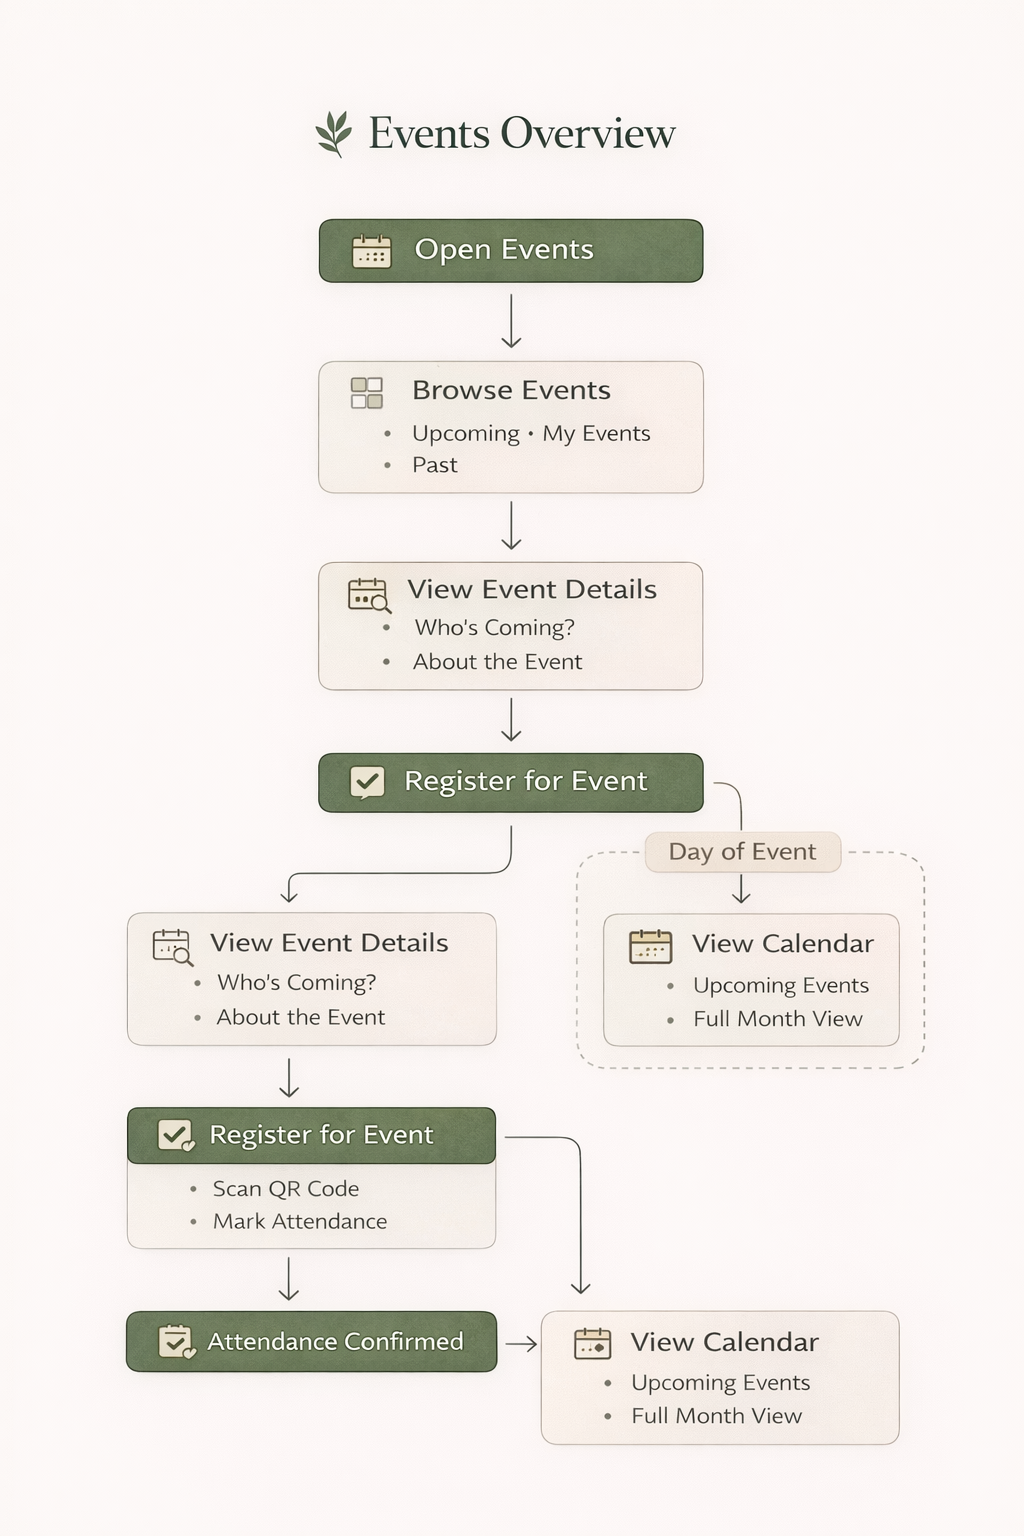 Events Overview
Open Events
Browse Events
• Upcoming • My Events
• Past
View Event Details
• Who's Coming?
• About the Event
Register for Event
Day of Event
View Event Details
• Who's Coming?
• About the Event
View Calendar
• Upcoming Events
• Full Month View
Register for Event
• Scan QR Code
• Mark Attendance
Attendance Confirmed
View Calendar
• Upcoming Events
• Full Month View